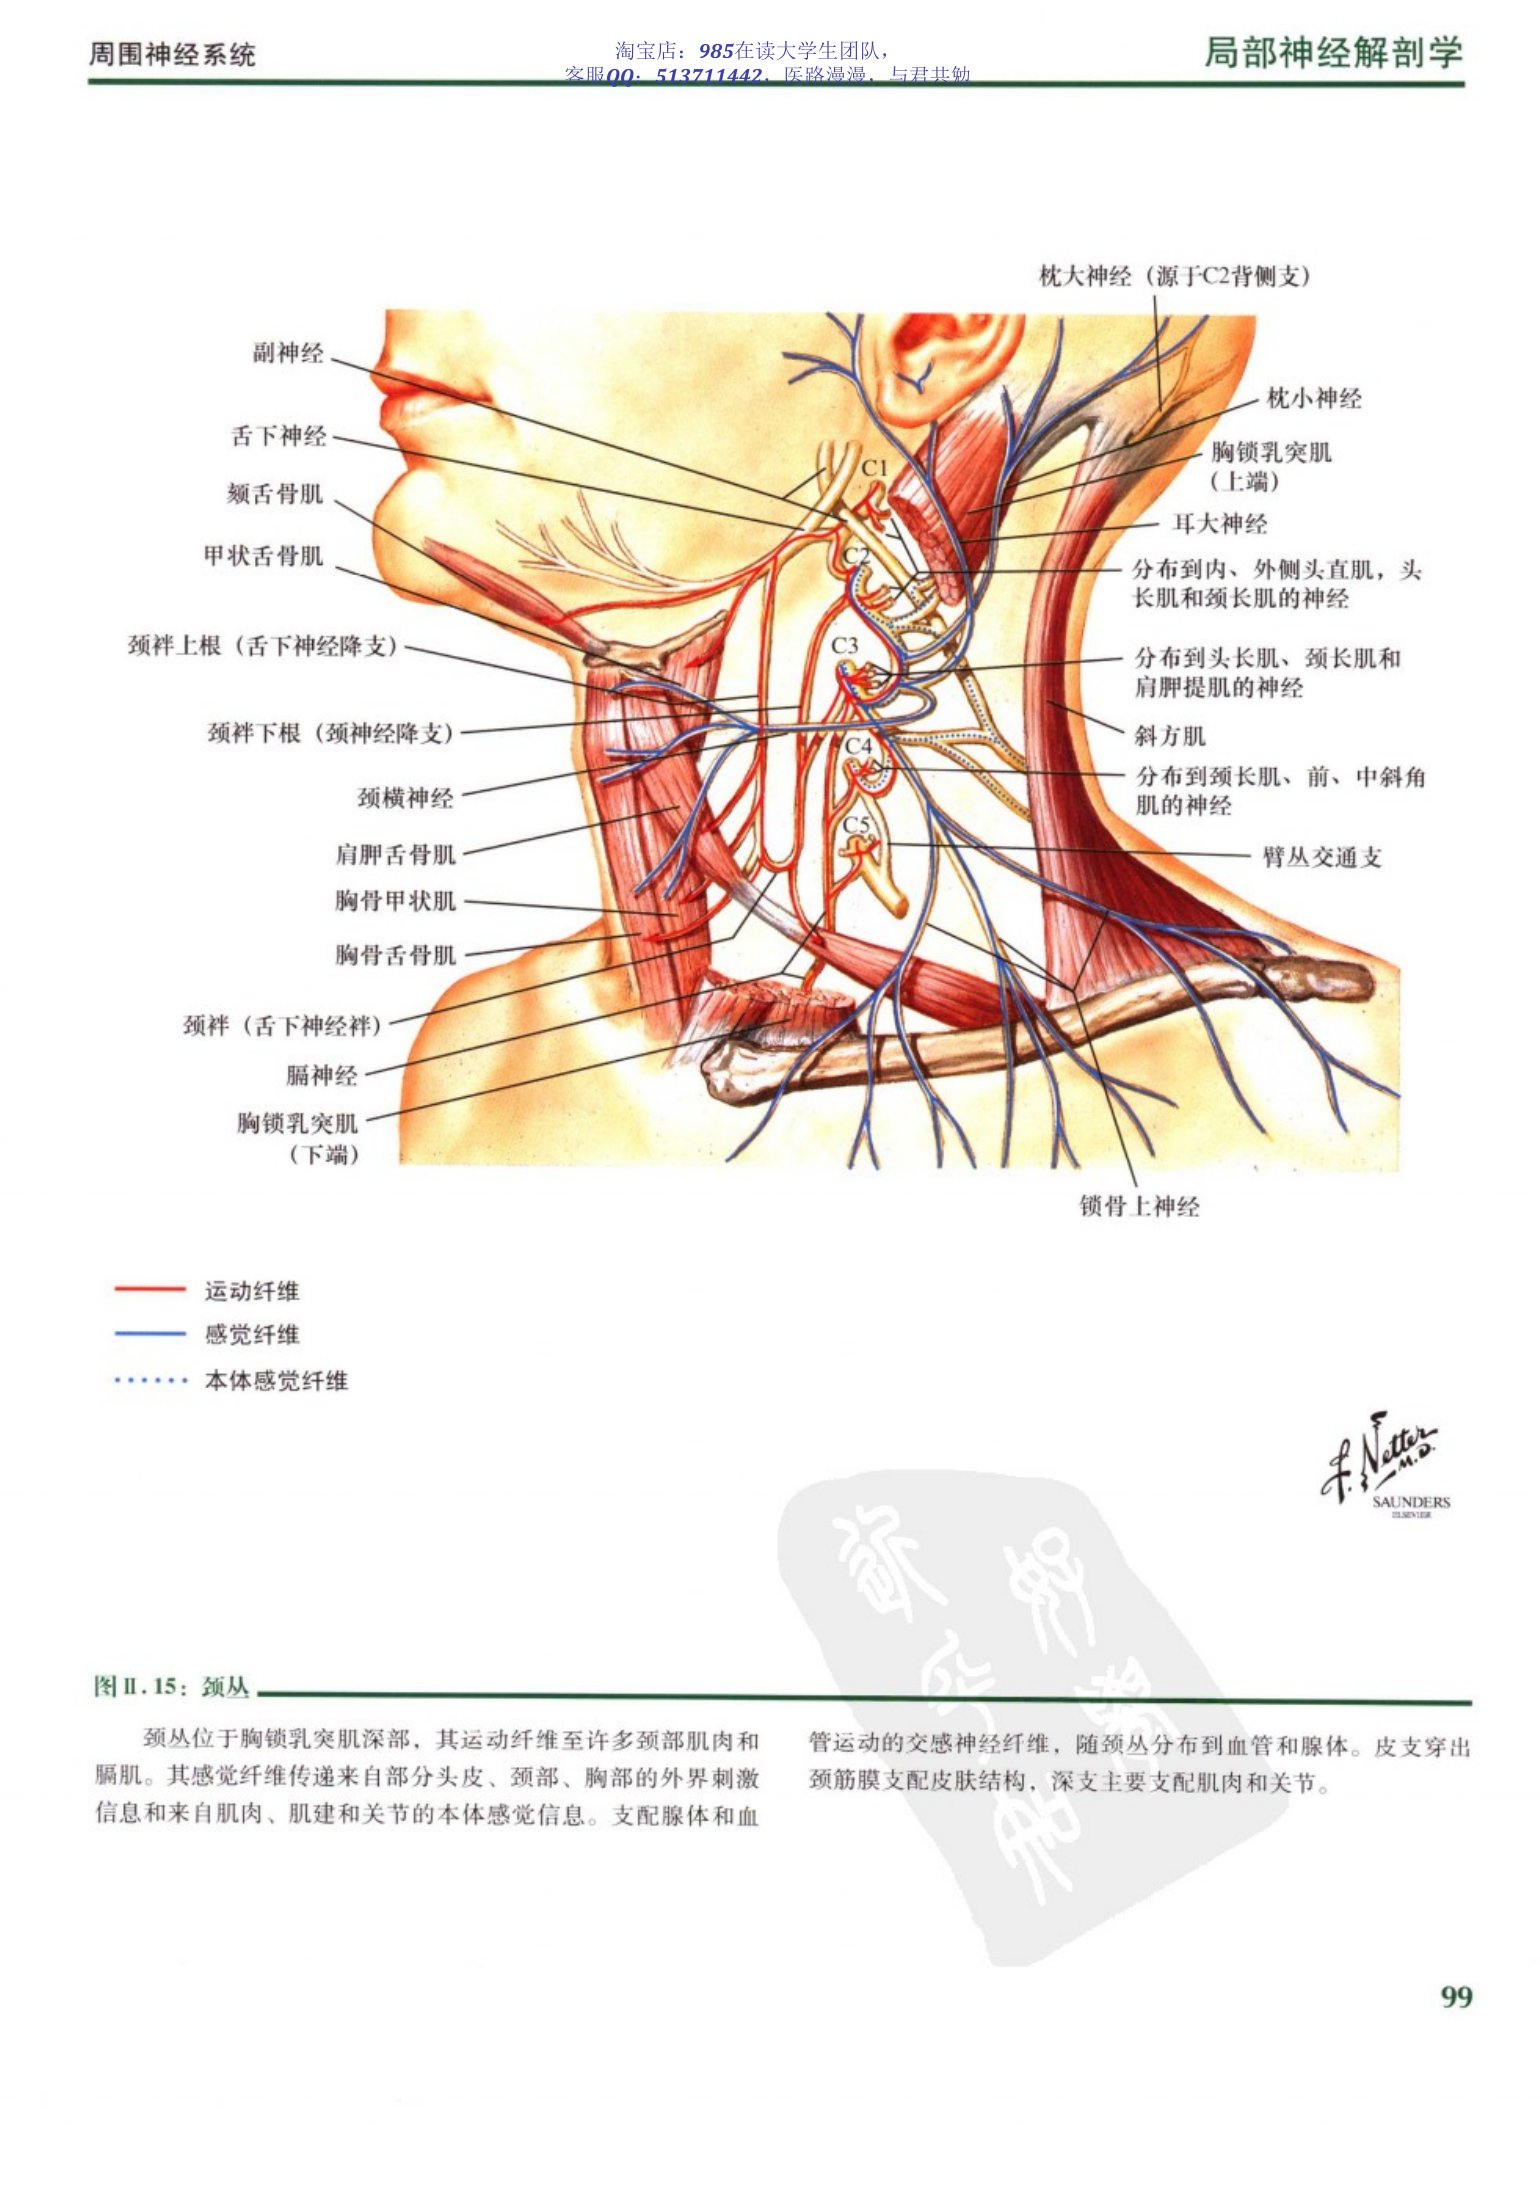 周围神经系统
淘宝店：985在读大学生团队，
客服QQ：513711442，医路漫漫，与君共勉
局部神经解剖学
枕大神经（源于C2背侧支）
副神经
舌下神经
颏舌骨肌
甲状舌骨肌
颈袢上根（舌下神经降支）
颈袢下根（颈神经降支）
颈横神经
肩胛舌骨肌
胸骨甲状肌
胸骨舌骨肌
颈袢（舌下神经袢）
膈神经
胸锁乳突肌
（下端）
C1
C2
C3
C4
C5
枕小神经
胸锁乳突肌
（上端）
耳大神经
分布到内、外侧头直肌，头
长肌和颈长肌的神经
分布到头长肌、颈长肌和
肩胛提肌的神经
斜方肌
分布到颈长肌、前、中斜角
肌的神经
臂丛交通支
锁骨上神经
运动纤维
感觉纤维
本体感觉纤维
F. Netter
M.D.
SAUNDERS
ELSEVIER
图Ⅱ.15：颈丛
颈丛位于胸锁乳突肌深部，其运动纤维至许多颈部肌肉和
膈肌。其感觉纤维传递来自部分头皮、颈部、胸部的外界刺激
信息和来自肌肉、肌建和关节的本体感觉信息。支配腺体和血
管运动的交感神经纤维，随颈丛分布到血管和腺体。皮支穿出
颈筋膜支配皮肤结构，深支主要支配肌肉和关节。
99